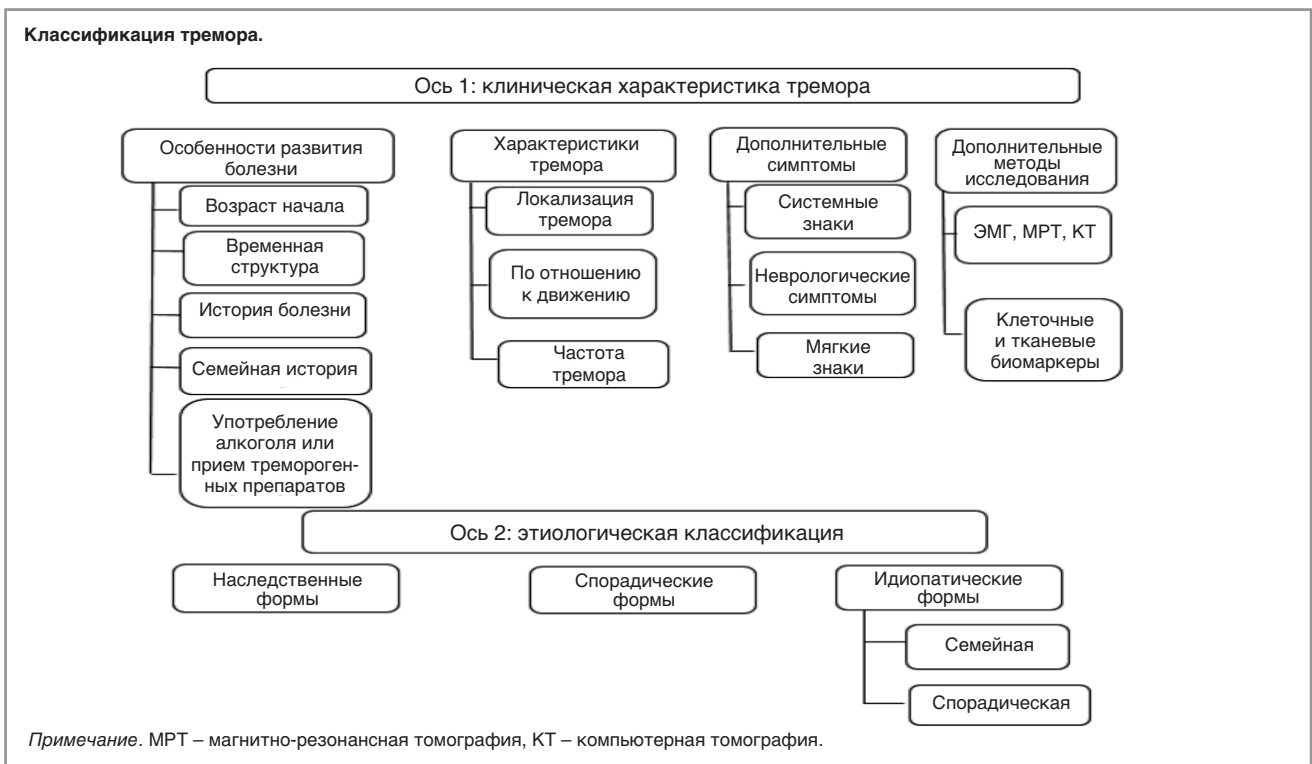 Классификация тремора.
Ось 1: клиническая характеристика тремора
Особенности развития
болезни
Возраст начала
Временная
структура
История болезни
Семейная история
Употребление
алкоголя или
прием треморогенг-
ных препаратов
Характеристики
тремора
Локализация
тремора
По отношению
к движению
Частота
тремора
Дополнительные
симптомы
Системные
знаки
Неврологические
симптомы
Мягкие
знаки
Дополнительные
методы
исследования
ЭМГ, МРТ, КТ
Клеточные
и тканевые
биомаркеры
Ось 2: этиологическая классификация
Наследственные
формы
Спорадические
формы
Идиопатические
формы
Семейная
Спорадическая
Примечание. МРТ – магнитно-резонансная томография, КТ – компьютерная томография.